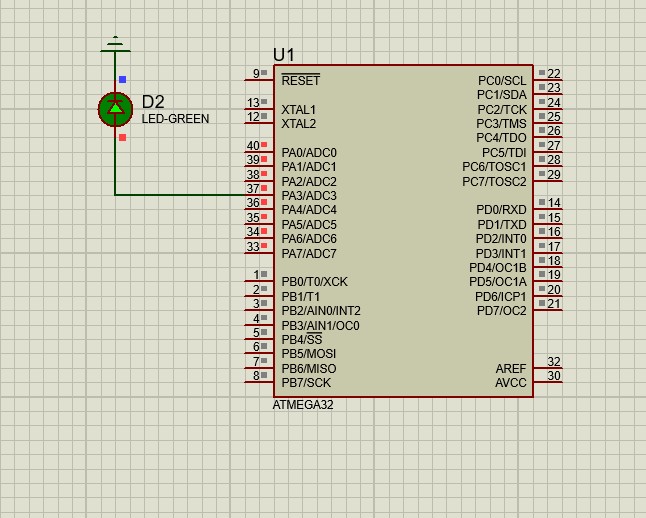 U1
D2
LED-GREEN
9 RESET
13 XTAL1
12 XTAL2
40 PA0/ADC0
39 PA1/ADC1
38 PA2/ADC2
37 PA3/ADC3
36 PA4/ADC4
35 PA5/ADC5
34 PA6/ADC6
33 PA7/ADC7
1 PB0/T0/XCK
2 PB1/T1
3 PB2/AIN0/INT2
4 PB3/AIN1/OC0
5 PB4/SS
6 PB5/MOSI
7 PB6/MISO
8 PB7/SCK
PC0/SCL 22
PC1/SDA 23
PC2/TCK 24
PC3/TMS 25
PC4/TDO 26
PC5/TDI 27
PC6/TOSC1 28
PC7/TOSC2 29
PD0/RXD 14
PD1/TXD 15
PD2/INT0 16
PD3/INT1 17
PD4/OC1B 18
PD5/OC1A 19
PD6/ICP1 20
PD7/OC2 21
AREF 32
AVCC 30
ATMEGA32